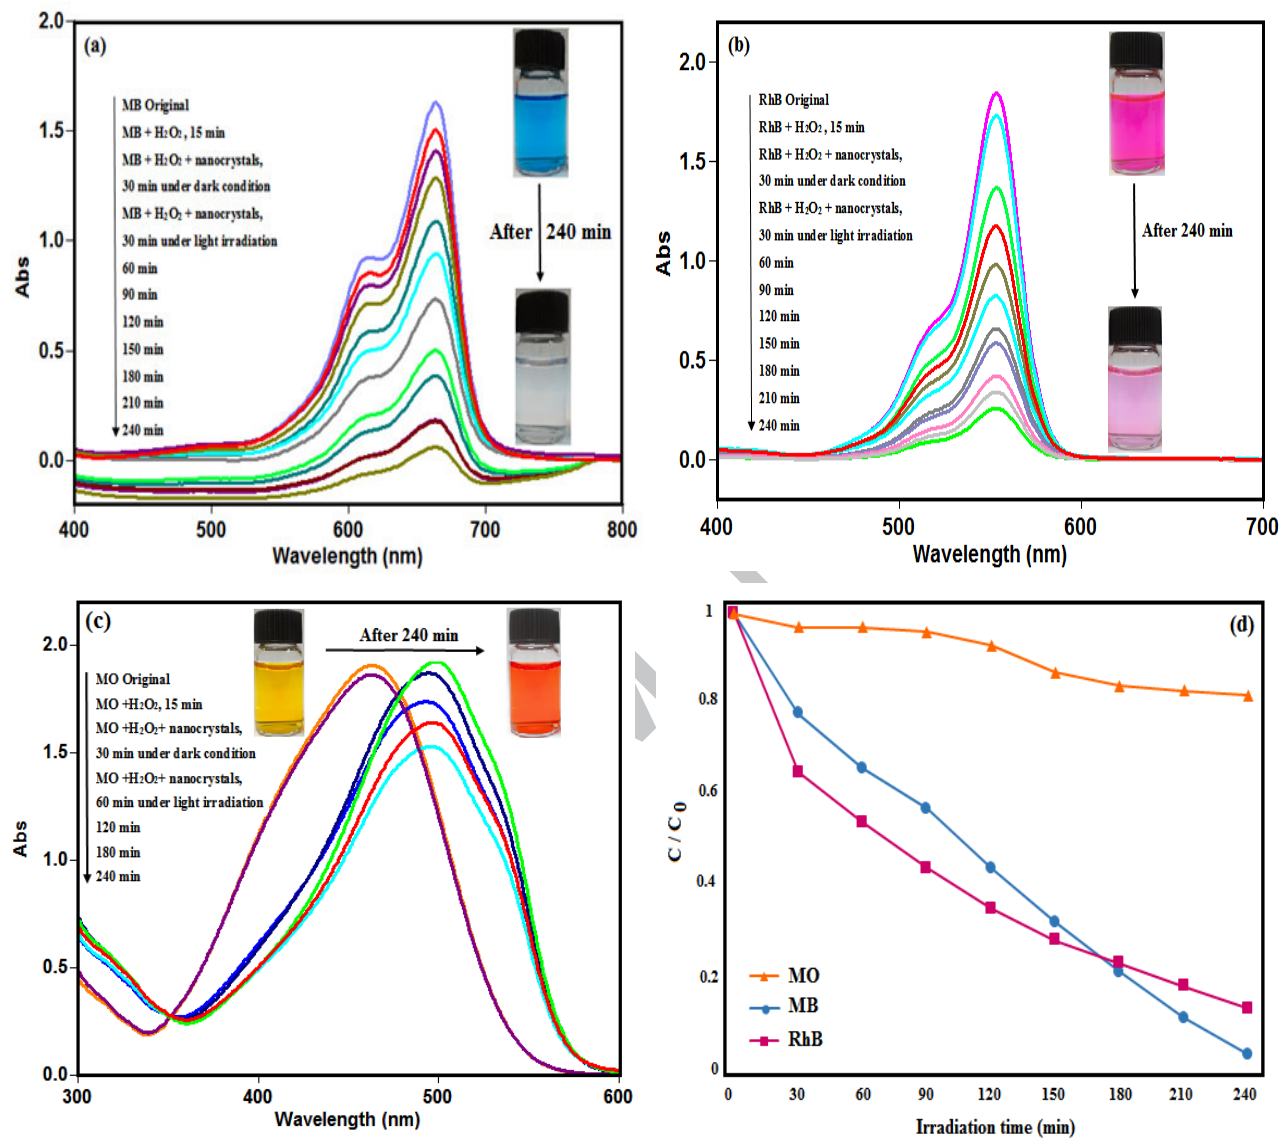 (a)
2.0
1.5
1.0
0.5
0.0
Abs
MB Original
MB + H2O2, 15 min
MB + H2O2 + nanocrystals,
30 min under dark condition
MB + H2O2 + nanocrystals,
30 min under light irradiation
60 min
90 min
120 min
150 min
180 min
210 min
240 min
After 240 min
400 500 600 700 800
Wavelength (nm)
(b)
2.0
1.5
1.0
0.5
0.0
Abs
RhB Original
RhB + H2O2, 15 min
RhB + H2O2 + nanocrystals,
30 min under dark condition
RhB + H2O2 + nanocrystals,
30 min under light irradiation
60 min
90 min
120 min
150 min
180 min
210 min
240 min
After 240 min
400 500 600 700
Wavelength (nm)
(c)
2.0
1.5
1.0
0.5
0.0
Abs
After 240 min
MO Original
MO +H2O2, 15 min
MO +H2O2+ nanocrystals,
30 min under dark condition
MO +H2O2+ nanocrystals,
60 min under light irradiation
120 min
180 min
240 min
300 400 500 600
Wavelength (nm)
(d)
1
0.8
0.6
0.4
0.2
0
C / C0
MO
MB
RhB
0 30 60 90 120 150 180 210 240
Irradiation time (min)